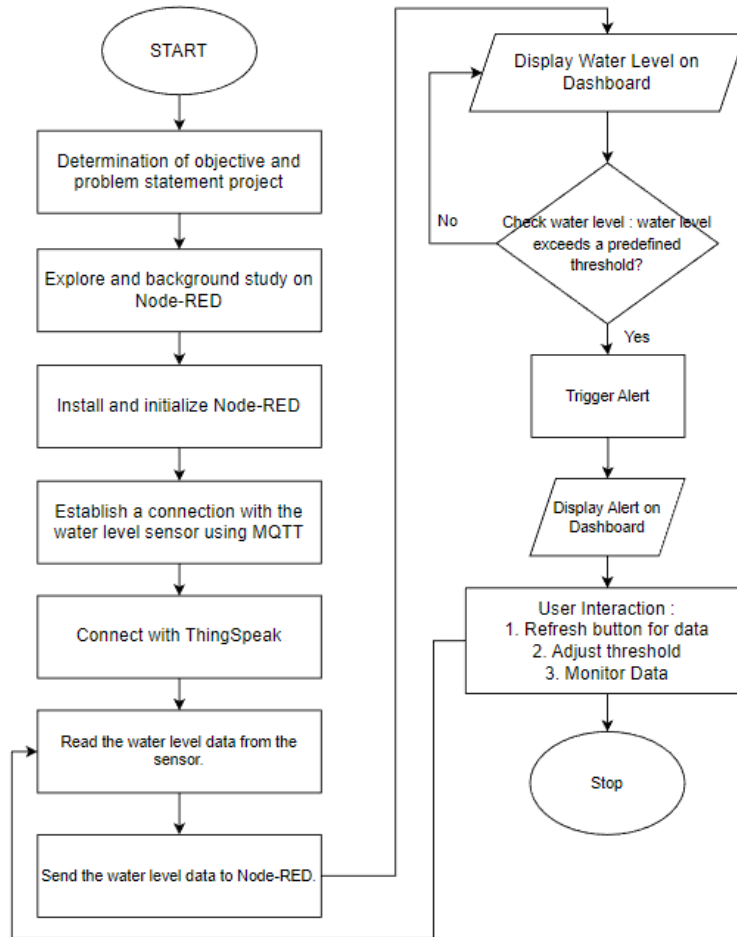 START
Determination of objective and
problem statement project
Explore and background study on
Node-RED
Install and initialize Node-RED
Establish a connection with the
water level sensor using MQTT
Connect with ThingSpeak
Read the water level data from the
sensor.
Send the water level data to Node-RED.
Display Water Level on
Dashboard
No
Check water level : water level
exceeds a predefined
threshold?
Yes
Trigger Alert
Display Alert on
Dashboard
User Interaction :
1. Refresh button for data
2. Adjust threshold
3. Monitor Data
Stop